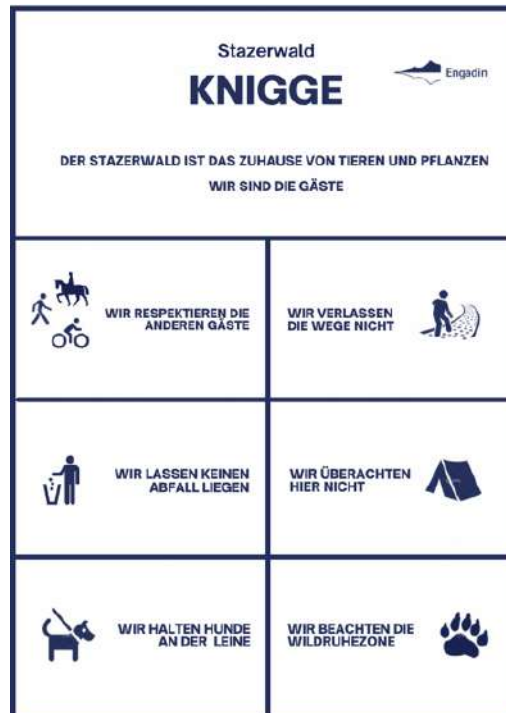 Stazerwald
KNIGGE
Engadin
DER STAZERWALD IST DAS ZUHAUSE VON TIEREN UND PFLANZEN
WIR SIND DIE GÄSTE
WIR RESPEKTIEREN DIE
ANDEREN GÄSTE
WIR VERLASSEN
DIE WEGE NICHT
WIR LASSEN KEINEN
ABFALL LIEGEN
WIR ÜBERACHTEN
HIER NICHT
WIR HALTEN HUNDE
AN DER LEINE
WIR BEACHTEN DIE
WILDRUHEZONE